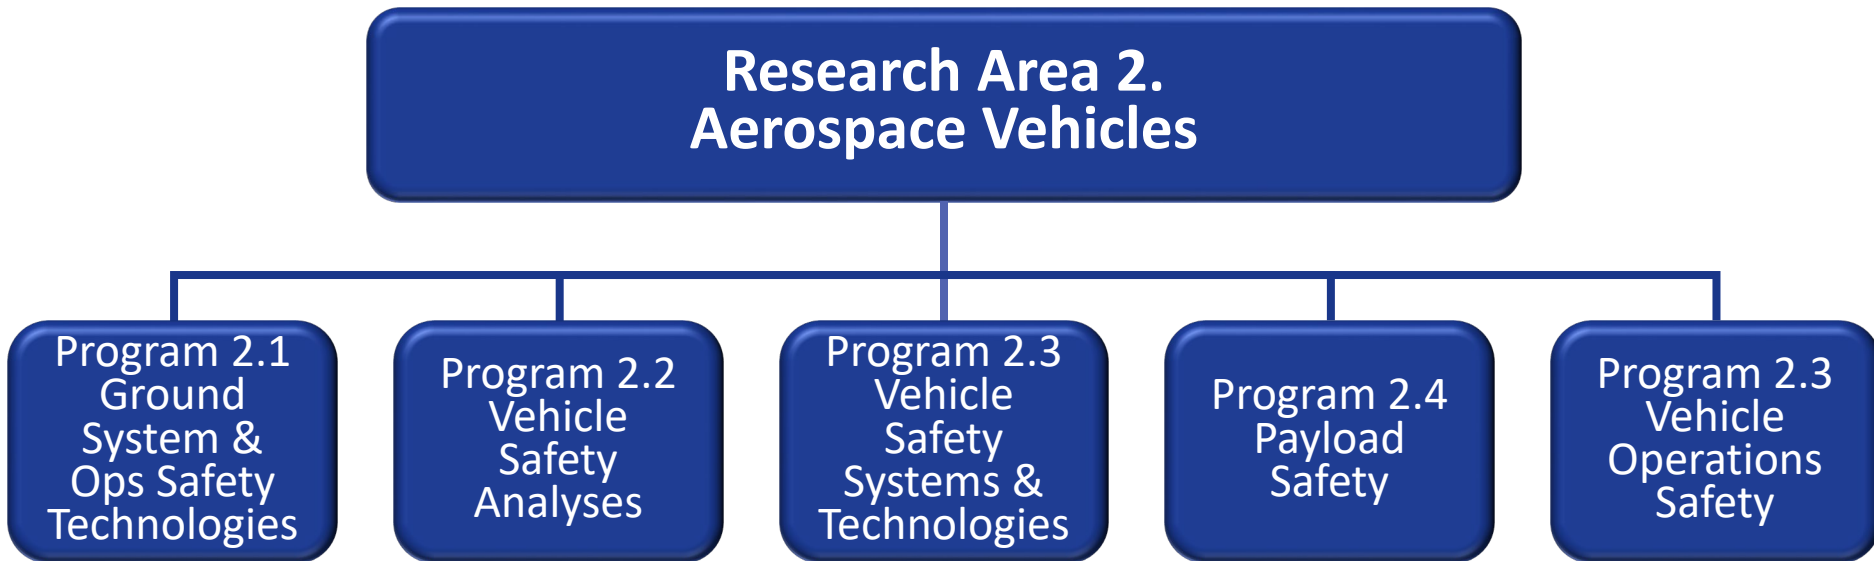 Research Area 2.
Aerospace Vehicles
Program 2.1
Ground
System &
Ops Safety
Technologies
Program 2.2
Vehicle
Safety
Analyses
Program 2.3
Vehicle
Safety
Systems &
Technologies
Program 2.4
Payload
Safety
Program 2.3
Vehicle
Operations
Safety